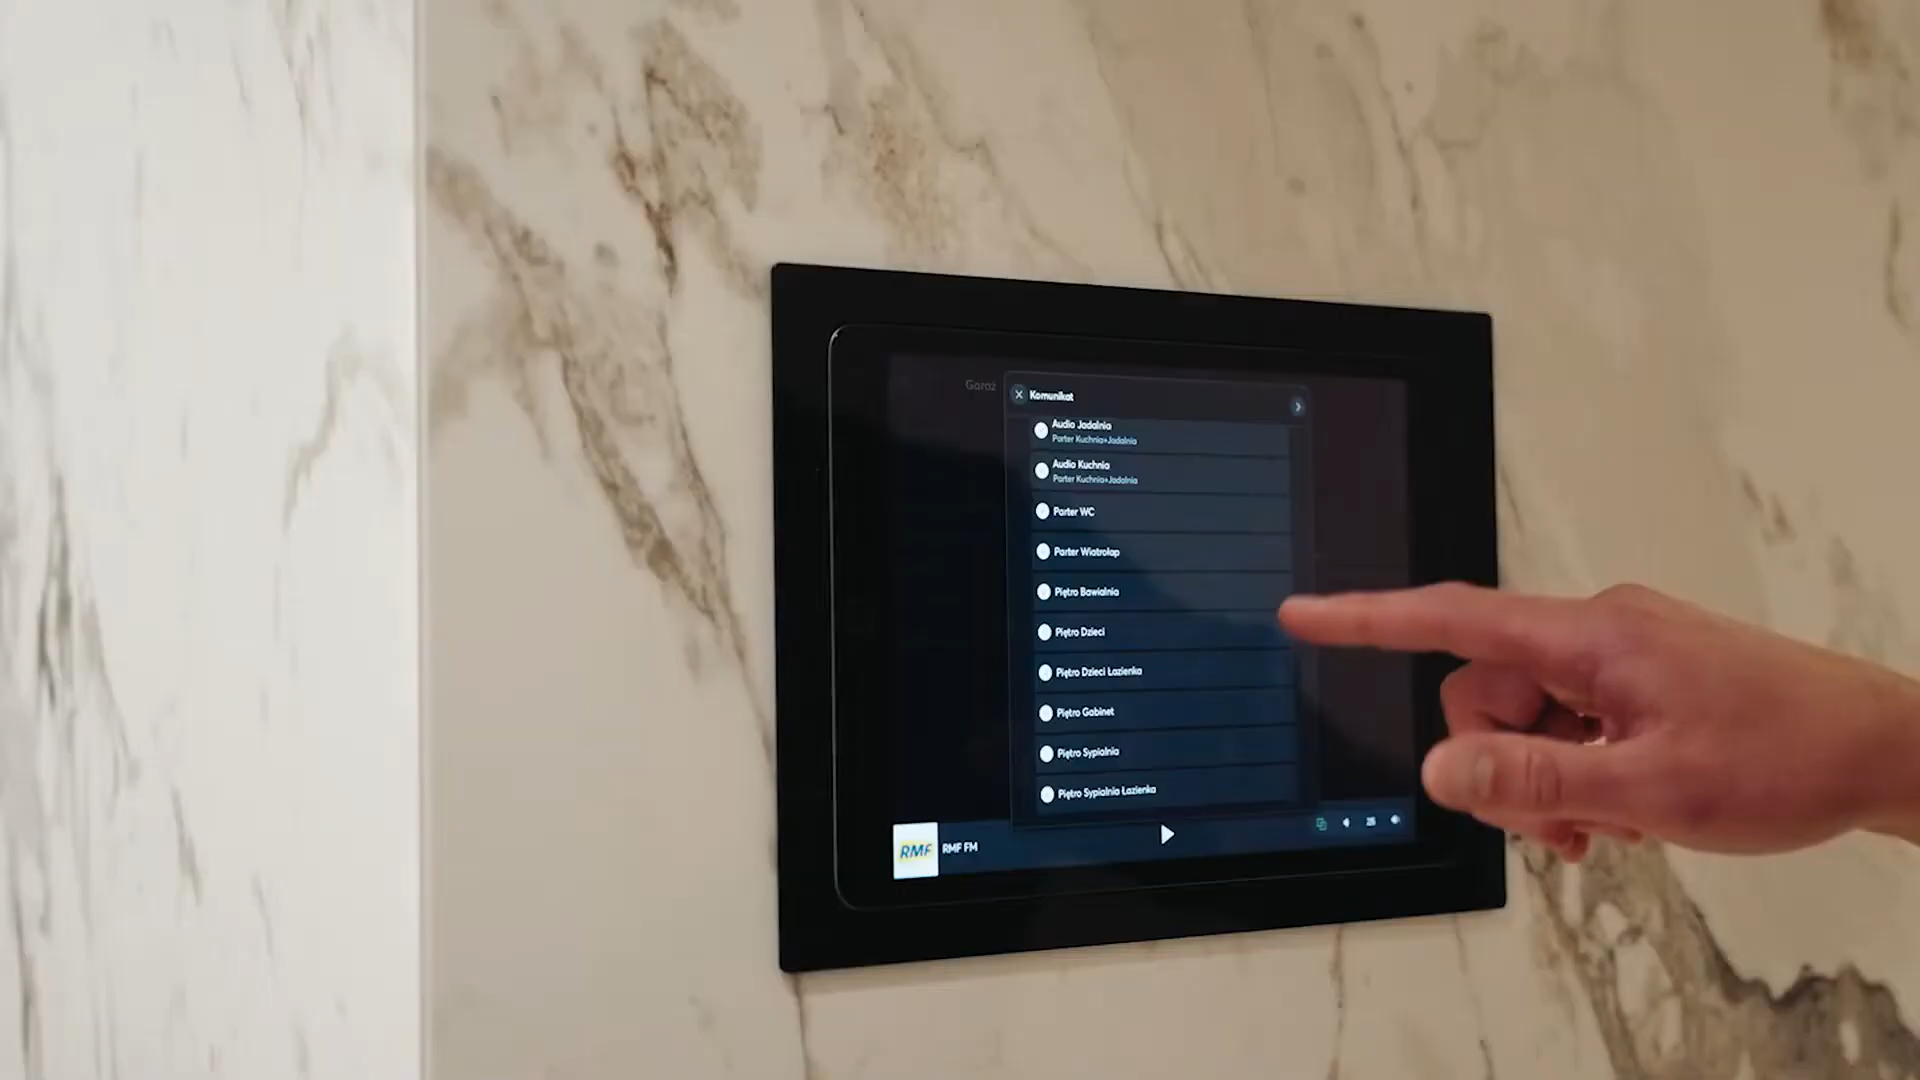 Garaż
Komunikat
Audio Jadalnia
Parter Kuchnia+Jadalnia
Audio Kuchnia
Parter Kuchnia+Jadalnia
Parter WC
Parter Wiatrołap
Piętro Bawialnia
Piętro Dzieci
Piętro Dzieci Łazienka
Piętro Gabinet
Piętro Sypialnia
Piętro Sypialnia Łazienka
RMF
RMF FM
25